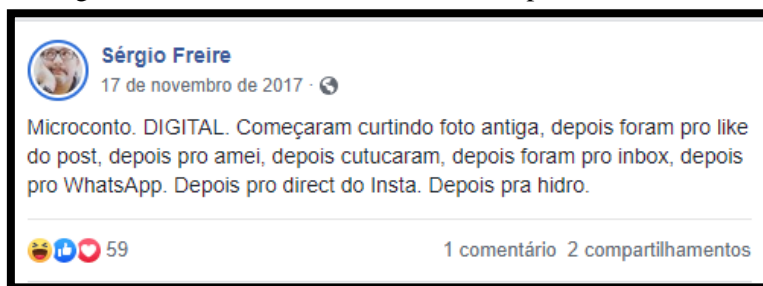 Sérgio Freire
17 de novembro de 2017 ·
Microconto. DIGITAL. Começaram curtindo foto antiga, depois foram pro like
do post, depois pro amei, depois cutucaram, depois foram pro inbox, depois
pro WhatsApp. Depois pro direct do Insta. Depois pra hidro.
59 1 comentário 2 compartilhamentos